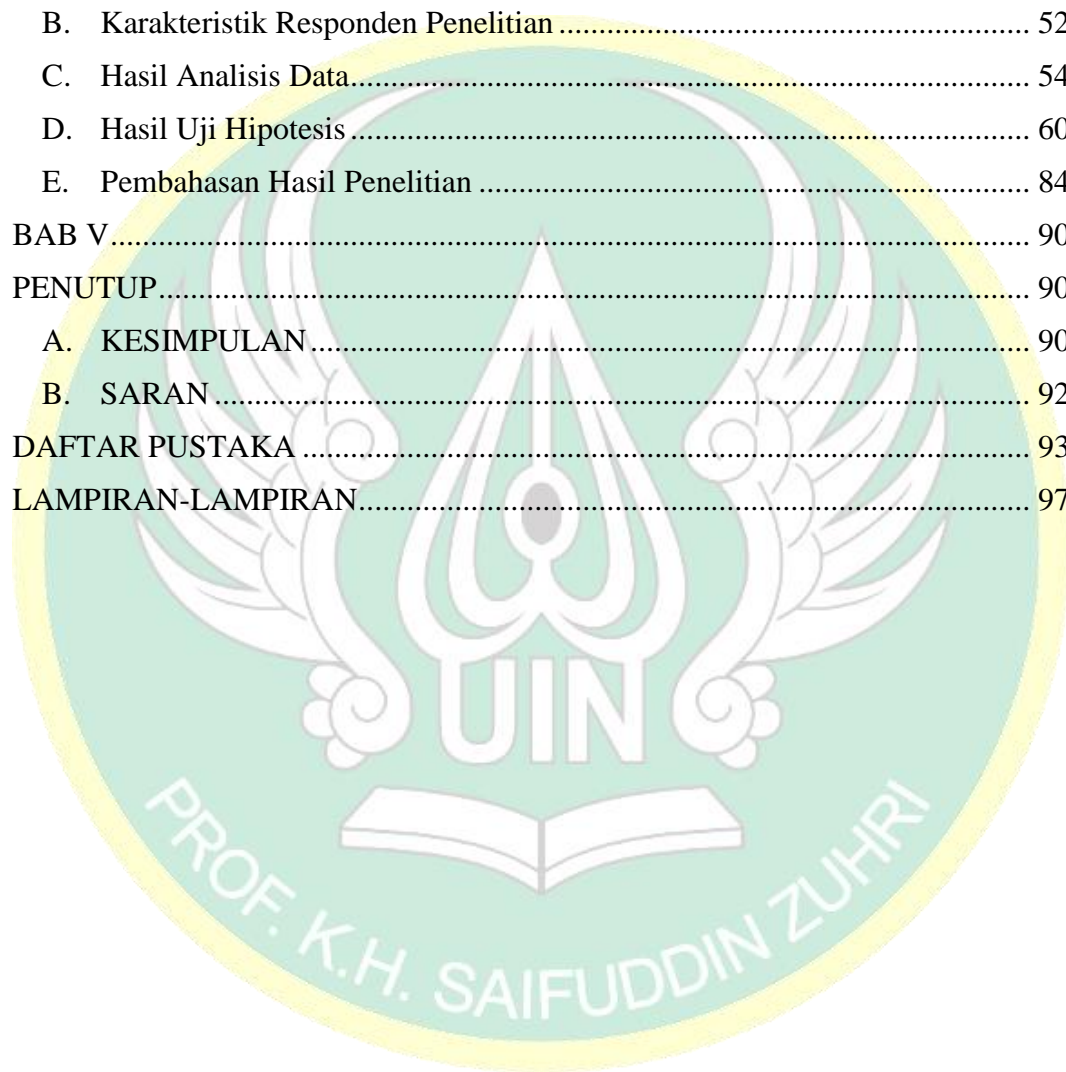 B. Karakteristik Responden Penelitian ........................................................ 52
C. Hasil Analisis Data..................................................................................... 54
D. Hasil Uji Hipotesis ..................................................................................... 60
E. Pembahasan Hasil Penelitian ..................................................................... 84
BAB V................................................................................................................ 90
PENUTUP........................................................................................................... 90
A. KESIMPULAN.......................................................................................... 90
B. SARAN ...................................................................................................... 92
DAFTAR PUSTAKA ......................................................................................... 93
LAMPIRAN-LAMPIRAN.................................................................................. 97
UIN
PROF. K.H. SAIFUDDIN ZUHRI